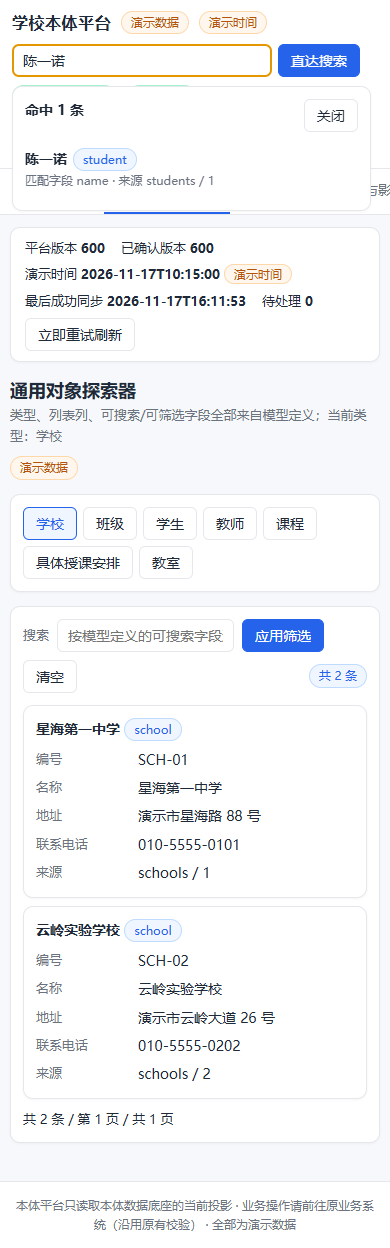 学校本体平台 演示数据 演示时间
陈一诺 直达搜索
命中 1 条 关闭
陈一诺 student
匹配字段 name · 来源 students / 1
与影
平台版本 600 已确认版本 600
演示时间 2026-11-17T10:15:00 演示时间
最后成功同步 2026-11-17T16:11:53 待处理 0
立即重试刷新
通用对象探索器
类型、列表列、可搜索/可筛选字段全部来自模型定义；当前类
型：学校
演示数据
学校 班级 学生 教师 课程
具体授课安排 教室
搜索 按模型定义的可搜索字段 应用筛选
清空 共 2 条
星海第一中学 school
编号 SCH-01
名称 星海第一中学
地址 演示市星海路 88 号
联系电话 010-5555-0101
来源 schools / 1
云岭实验学校 school
编号 SCH-02
名称 云岭实验学校
地址 演示市云岭大道 26 号
联系电话 010-5555-0202
来源 schools / 2
共 2 条 / 第 1 页 / 共 1 页
本体平台只读取本体数据底座的当前投影 · 业务操作请前往原业务系
统（沿用原有校验） · 全部为演示数据